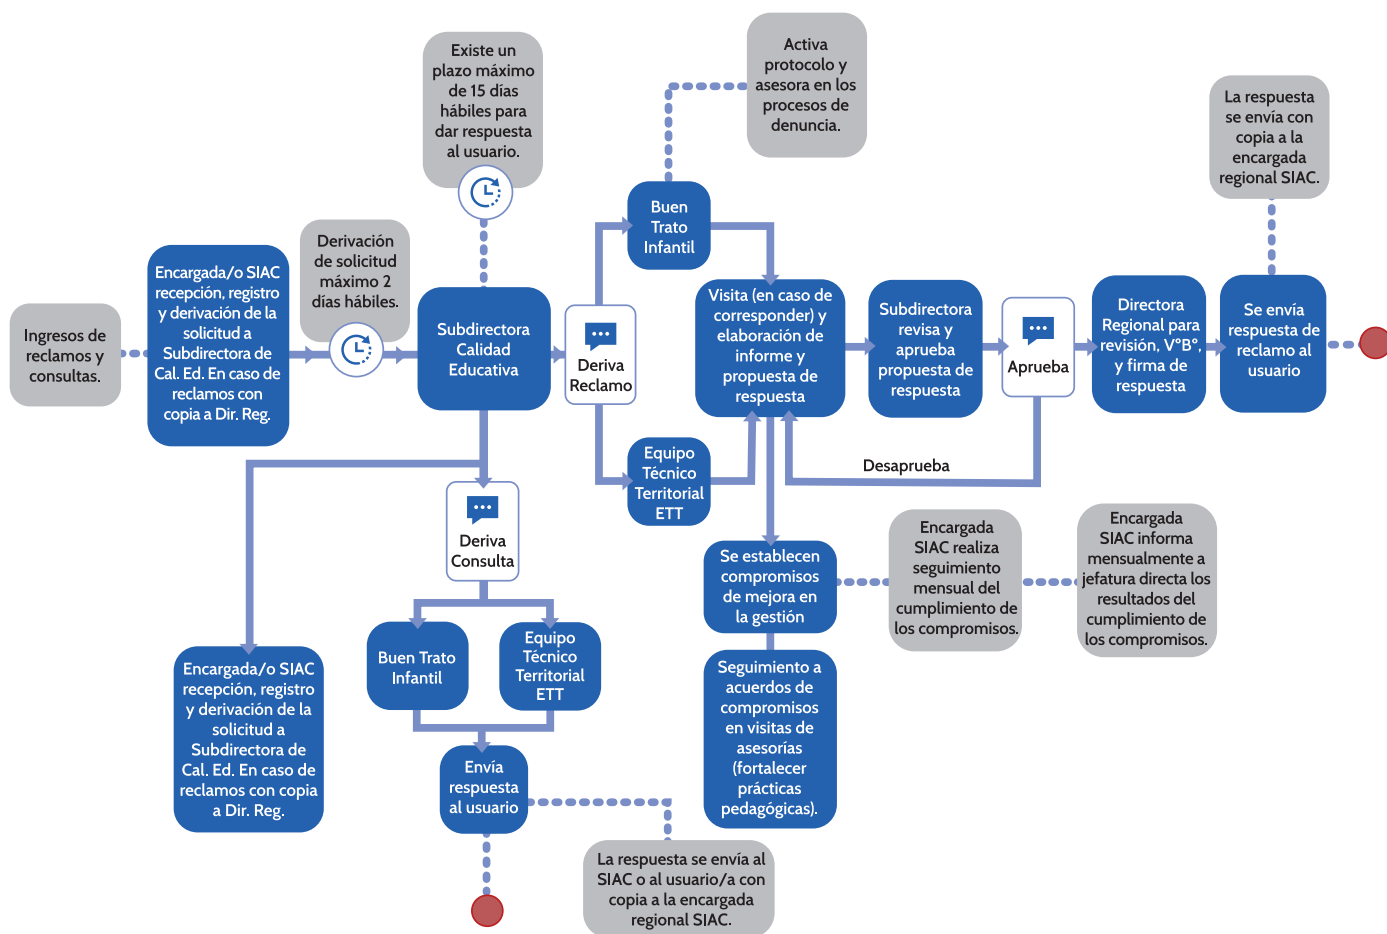 Existe un
plazo máximo
de 15 días
hábiles para
dar respuesta
al usuario.
Activa
protocolo y
asesora en los
procesos de
denuncia.
La respuesta
se envía con
copia a la
encargada
regional SIAC.
Ingresos de
reclamos y
consultas.
Encargada/o SIAC
recepción, registro
y derivación de la
solicitud a
Subdirectora de
Cal. Ed. En caso de
reclamos con
copia a Dir. Reg.
Derivación
de solicitud
máximo 2
días hábiles.
Subdirectora
Calidad
Educativa
Deriva
Reclamo
Buen
Trato
Infantil
Equipo
Técnico
Territorial
ETT
Visita (en caso de
corresponder) y
elaboración de
informe y
propuesta de
respuesta
Subdirectora
revisa y
aprueba
propuesta de
respuesta
Aprueba
Directora
Regional para
revisión, V°B°,
y firma de
respuesta
Se envía
respuesta de
reclamo al
usuario
Desaprueba
Deriva
Consulta
Encargada/o SIAC
recepción, registro
y derivación de la
solicitud a
Subdirectora de
Cal. Ed. En caso de
reclamos con copia
a Dir. Reg.
Buen Trato
Infantil
Equipo
Técnico
Territorial
ETT
Envía
respuesta
al usuario
La respuesta se envía al
SIAC o al usuario/a con
copia a la encargada
regional SIAC.
Se establecen
compromisos
de mejora en
la gestión
Seguimiento a
acuerdos de
compromisos
en visitas de
asesorías
(fortalecer
prácticas
pedagógicas).
Encargada
SIAC realiza
seguimiento
mensual del
cumplimiento de
los compromisos.
Encargada
SIAC informa
mensualmente a
jefatura directa los
resultados del
cumplimiento de
los compromisos.